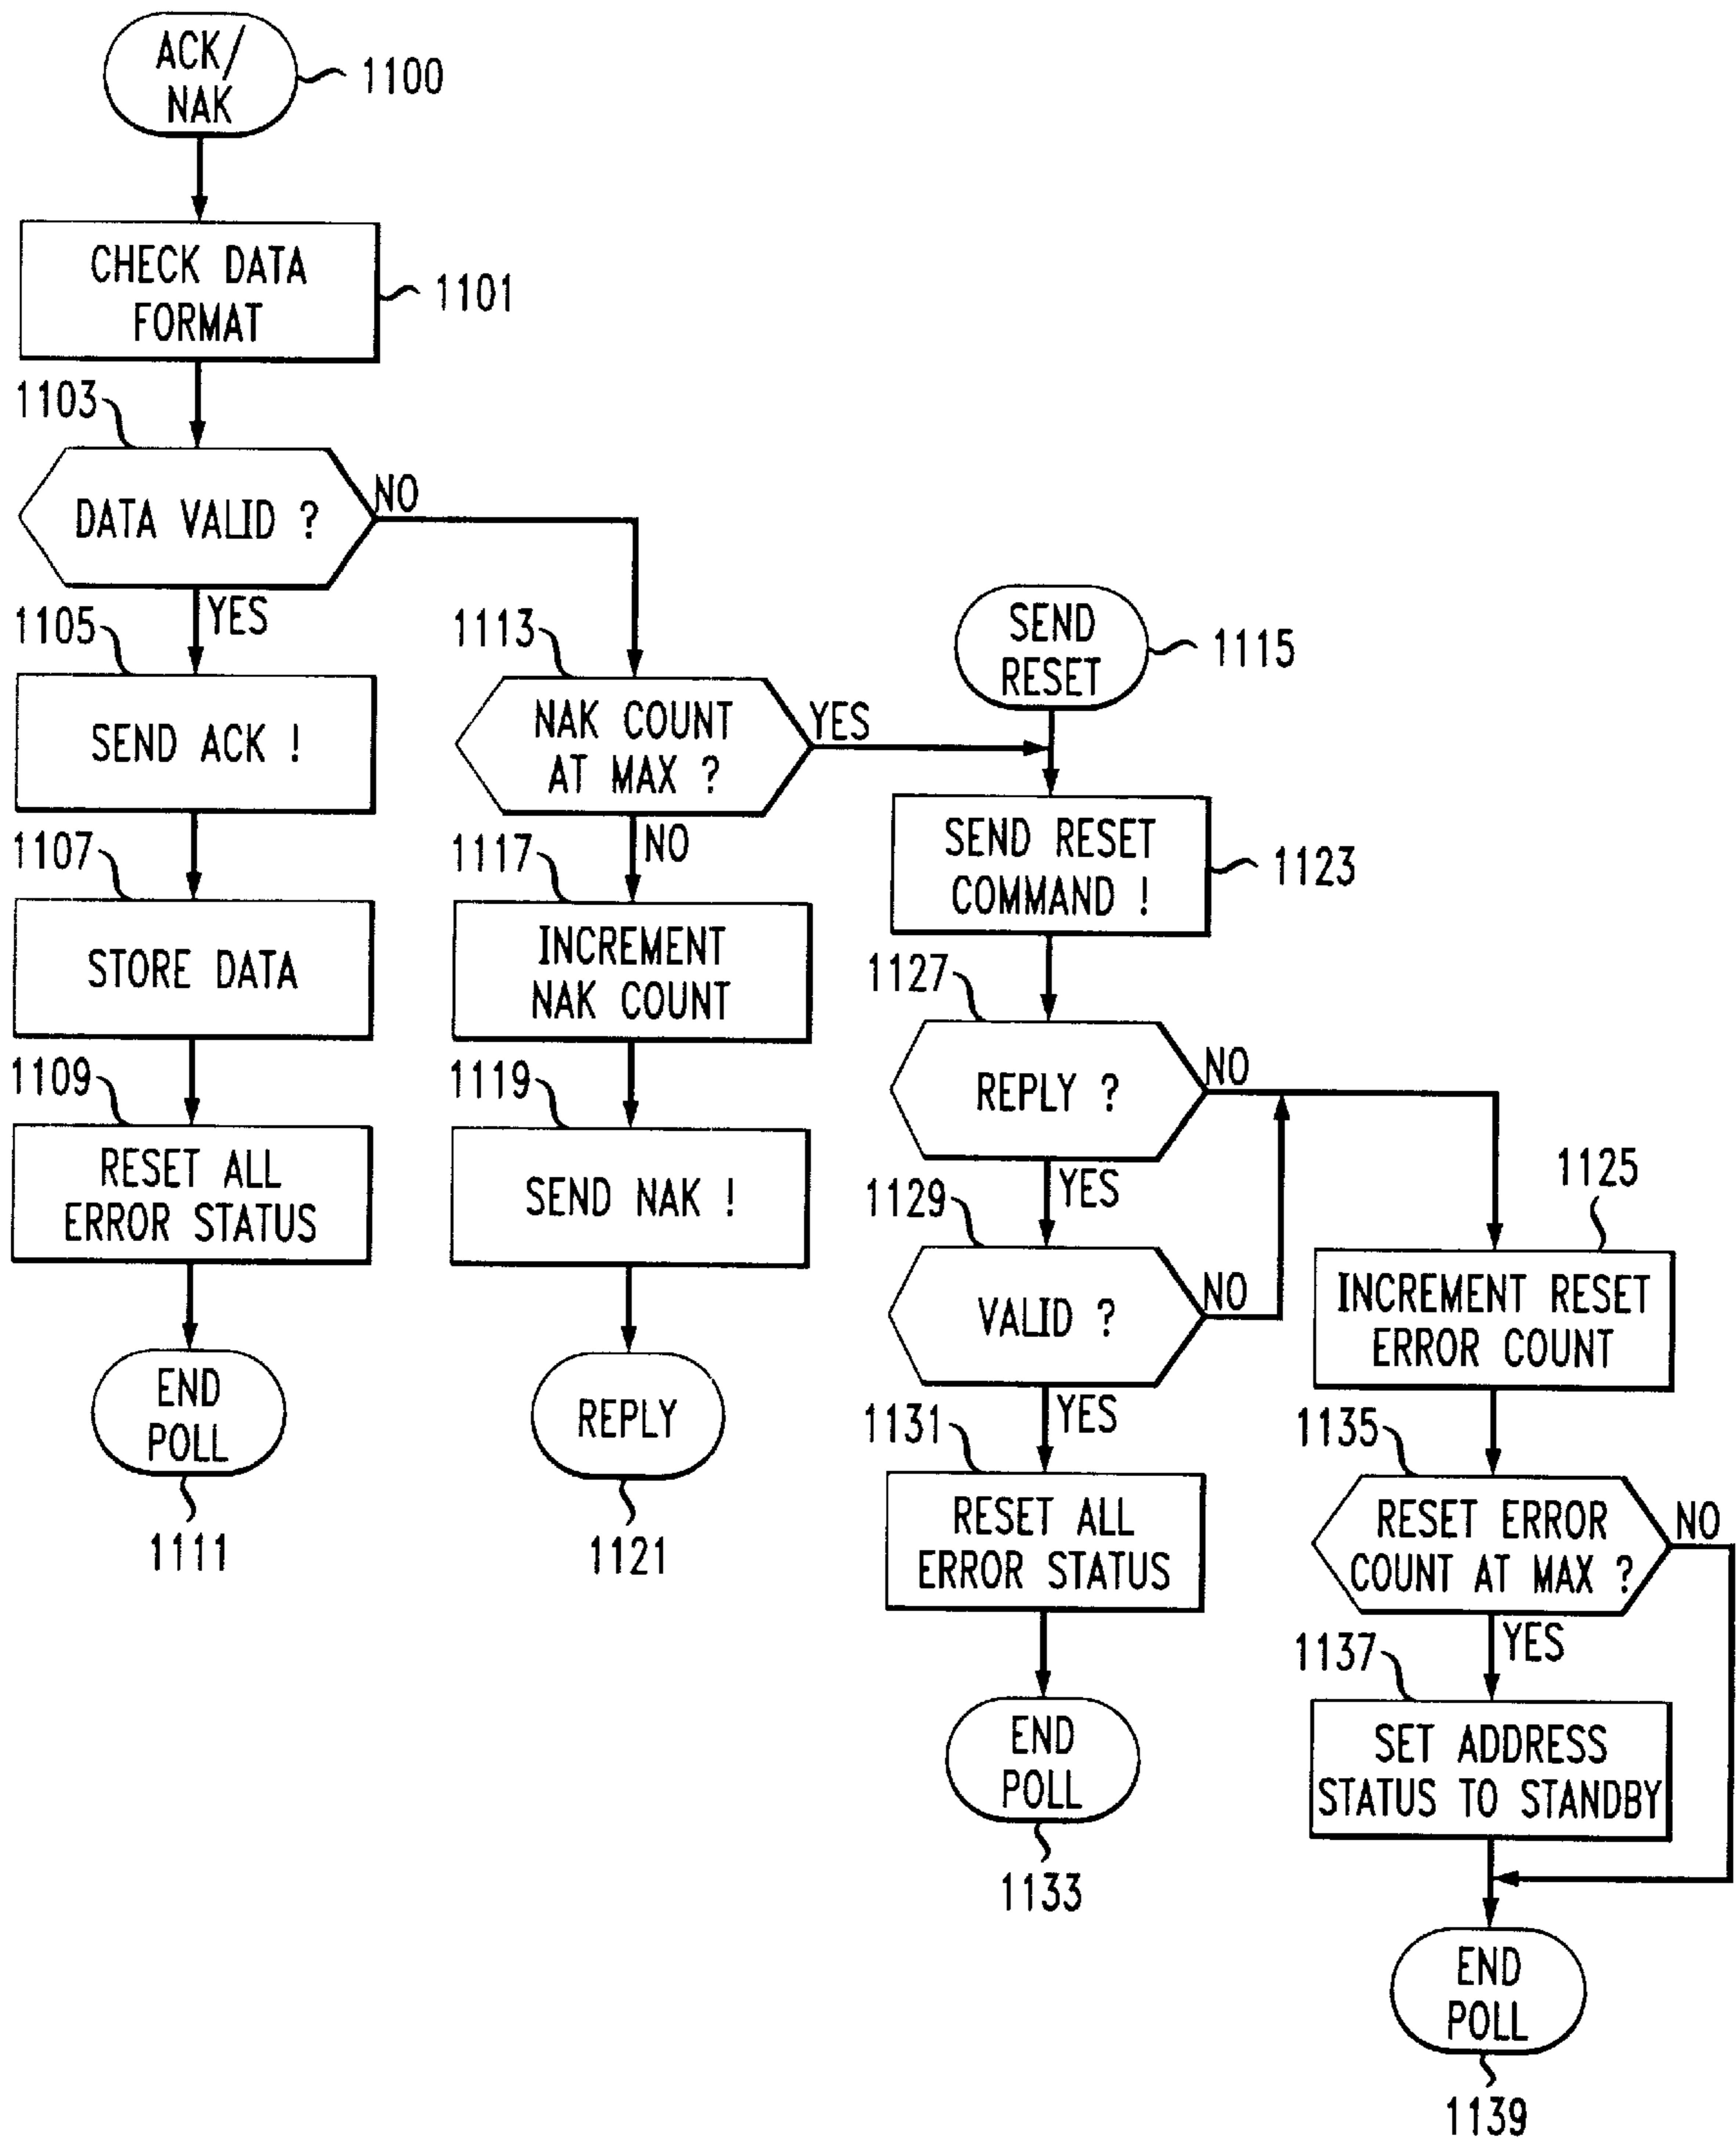 ACK/
NAK
1100
CHECK DATA
FORMAT
1101
1103
DATA VALID ?
NO
YES
1105
SEND ACK !
1107
STORE DATA
1109
RESET ALL
ERROR STATUS
END
POLL
1111
1113
NAK COUNT
AT MAX ?
YES
NO
1117
INCREMENT
NAK COUNT
1119
SEND NAK !
REPLY
1121
SEND
RESET
1115
SEND RESET
COMMAND !
1123
1127
REPLY ?
NO
YES
1129
VALID ?
NO
YES
1131
RESET ALL
ERROR STATUS
END
POLL
1133
1125
INCREMENT RESET
ERROR COUNT
1135
RESET ERROR
COUNT AT MAX ?
NO
YES
1137
SET ADDRESS
STATUS TO STANDBY
END
POLL
1139